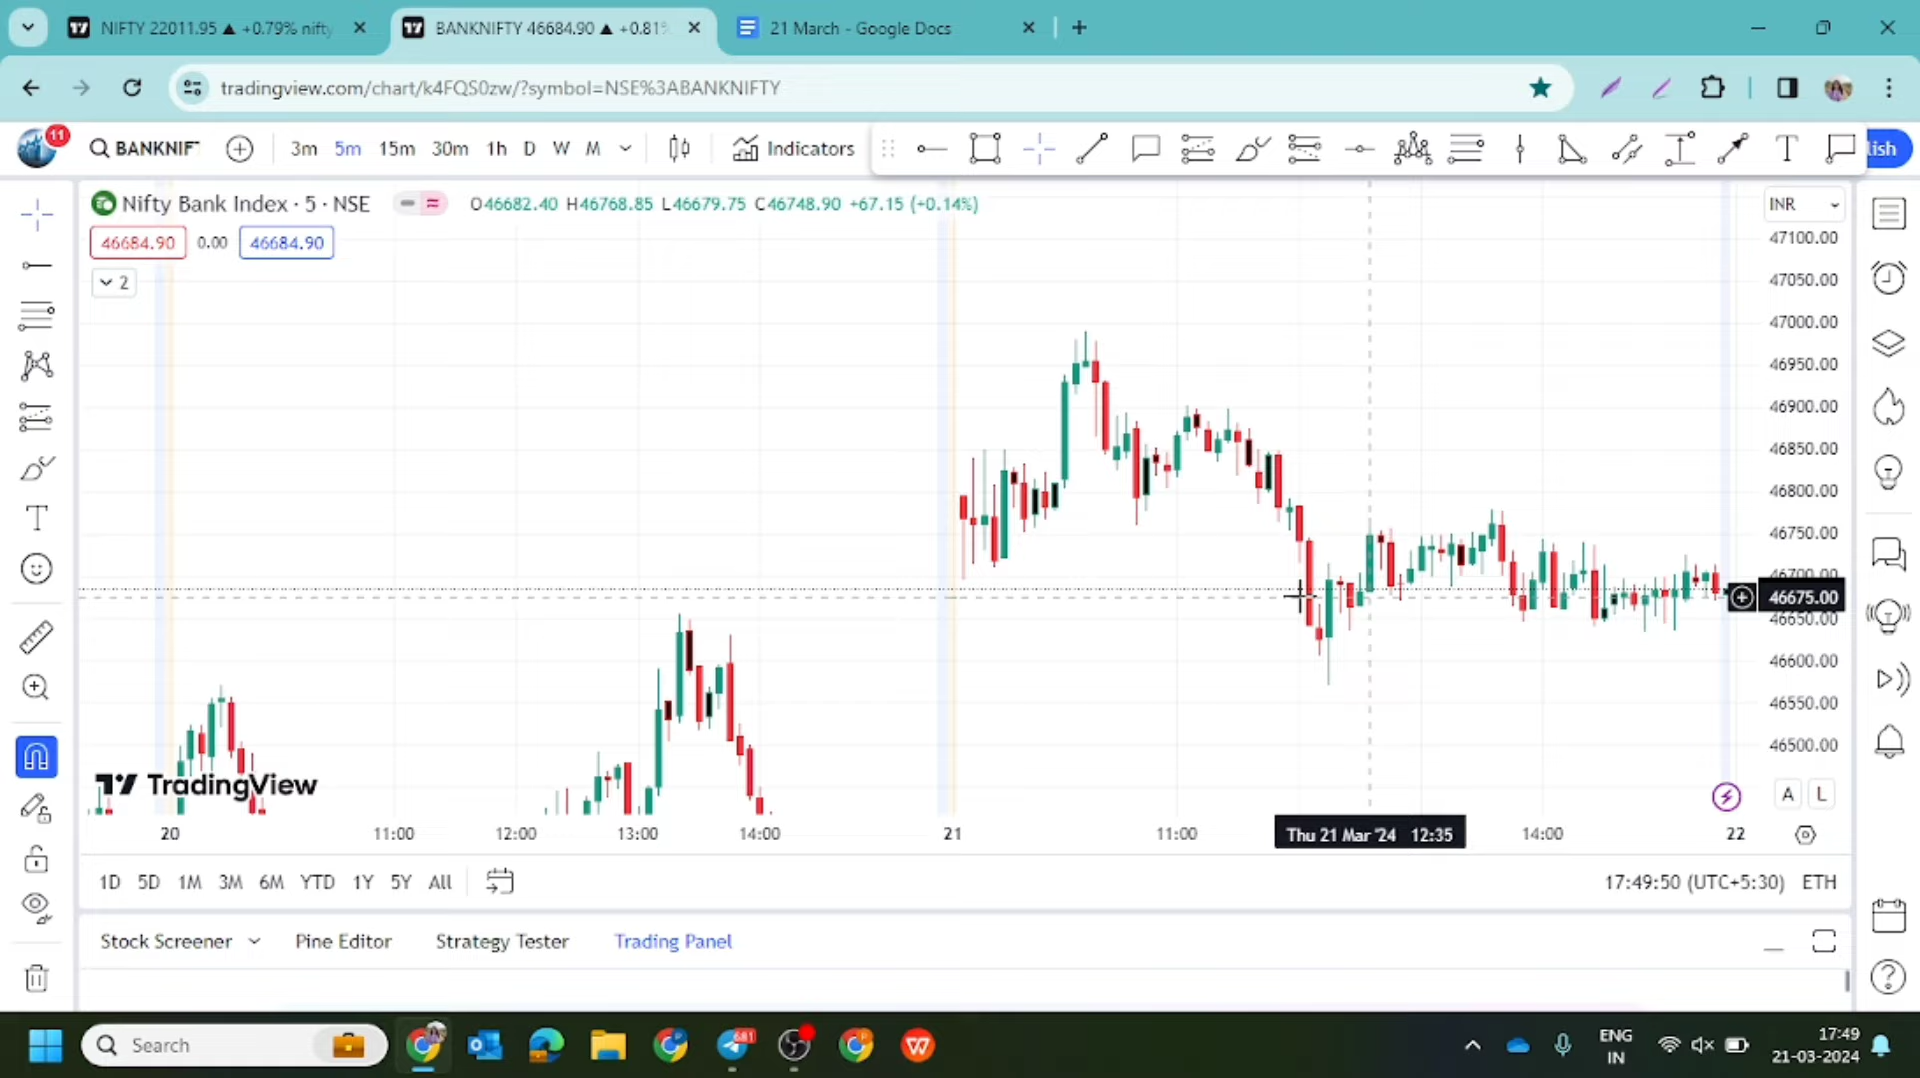 NIFTY 22011.95 ▲ +0.79% nifty
BANKNIFTY 46684.90 ▲ +0.81%
21 March - Google Docs
tradingview.com/chart/k4FQS0zw/?symbol=NSE%3ABANKNIFTY
11
BANKNIF
3m 5m 15m 30m 1h D W M
Indicators
lish
Nifty Bank Index · 5 · NSE
O46682.40 H46768.85 L46679.75 C46748.90 +67.15 (+0.14%)
INR
46684.90 0.00 46684.90
2
47100.00
47050.00
47000.00
46950.00
46900.00
46850.00
46800.00
46750.00
46700.00
46675.00
46650.00
46600.00
46550.00
46500.00
TradingView
A L
20 11:00 12:00 13:00 14:00 21 11:00 Thu 21 Mar '24 12:35 14:00 22
1D 5D 1M 3M 6M YTD 1Y 5Y All
17:49:50 (UTC+5:30) ETH
Stock Screener Pine Editor Strategy Tester Trading Panel
Search
681
ENG
IN
17:49
21-03-2024